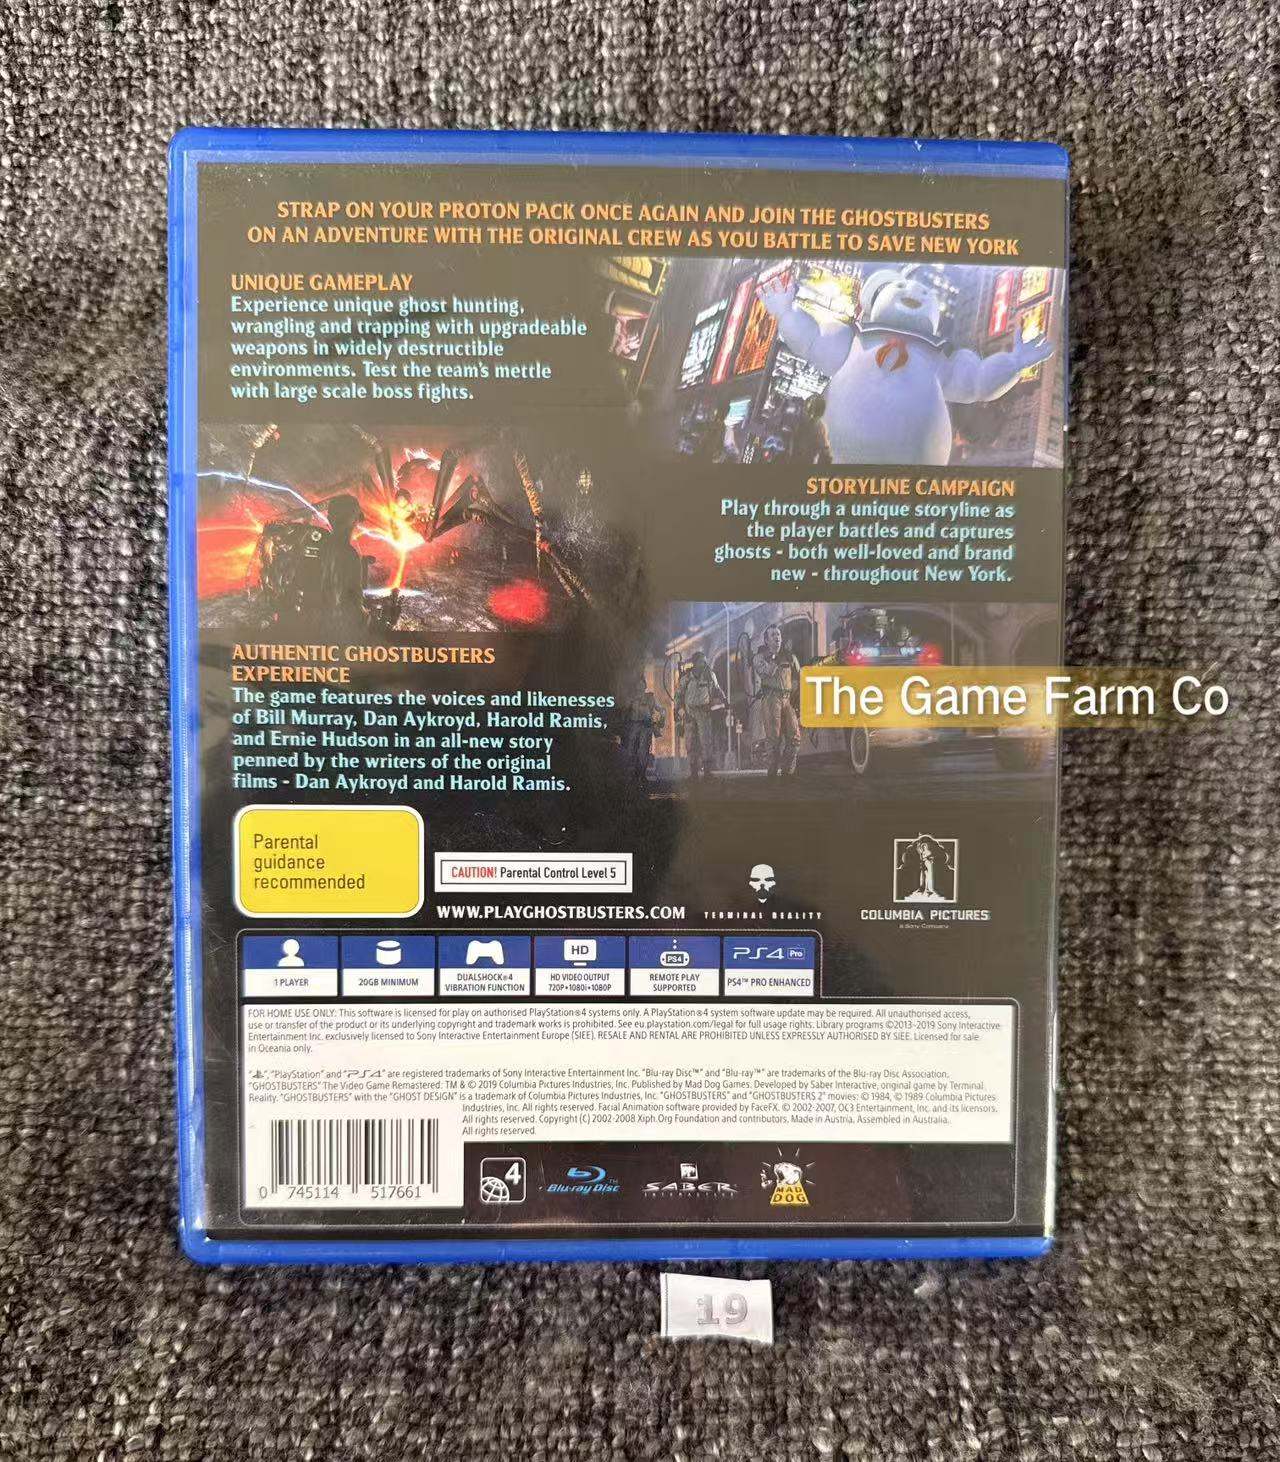 STRAP ON YOUR PROTON PACK ONCE AGAIN AND JOIN THE GHOSTBUSTERS
ON AN ADVENTURE WITH THE ORIGINAL CREW AS YOU BATTLE TO SAVE NEW YORK
UNIQUE GAMEPLAY
Experience unique ghost hunting,
wrangling and trapping with upgradeable
weapons in widely destructible
environments. Test the team's mettle
with large scale boss fights.
STORYLINE CAMPAIGN
Play through a unique storyline as
the player battles and captures
ghosts - both well-loved and brand
new - throughout New York.
AUTHENTIC GHOSTBUSTERS
EXPERIENCE
The game features the voices and likenesses
of Bill Murray, Dan Aykroyd, Harold Ramis,
and Ernie Hudson in an all-new story
penned by the writers of the original
films - Dan Aykroyd and Harold Ramis.
The Game Farm Co
Parental
guidance
recommended
CAUTION! Parental Control Level 5
WWW.PLAYGHOSTBUSTERS.COM
TERMINAL REALITY
COLUMBIA PICTURES
a Sony Company
HD
PS4
PS4 Pro
1 PLAYER
20GB MINIMUM
DUALSHOCK®4
VIBRATION FUNCTION
HD VIDEO OUTPUT
720P•1080i•1080P
REMOTE PLAY
SUPPORTED
PS4™ PRO ENHANCED
FOR HOME USE ONLY: This software is licensed for play on authorised PlayStation®4 systems only. A PlayStation®4 system software update may be required. All unauthorised access,
use or transfer of the product or its underlying copyright and trademark works is prohibited. See eu.playstation.com/legal for full usage rights. Library programs ©2013-2019 Sony Interactive
Entertainment Inc. exclusively licensed to Sony Interactive Entertainment Europe (SIEE). RESALE AND RENTAL ARE PROHIBITED UNLESS EXPRESSLY AUTHORISED BY SIEE. Licensed for sale
in Oceania only.
"PlayStation" and "PS4" are registered trademarks of Sony Interactive Entertainment Inc. "Blu-ray Disc™" and "Blu-ray™" are trademarks of the Blu-ray Disc Association.
"GHOSTBUSTERS" The Video Game Remastered: TM & © 2019 Columbia Pictures Industries, Inc. Published by Mad Dog Games. Developed by Saber Interactive, original game by Terminal
Reality. "GHOSTBUSTERS" with the "GHOST DESIGN" is a trademark of Columbia Pictures Industries, Inc. "GHOSTBUSTERS" and "GHOSTBUSTERS 2" movies: © 1984, © 1989 Columbia Pictures
Industries, Inc. All rights reserved. Facial Animation software provided by FaceFX. © 2002-2007, OC3 Entertainment, Inc. and its licensors.
All rights reserved. Copyright (C) 2002-2008 Xiph.Org Foundation and contributors. Made in Austria. Assembled in Australia.
All rights reserved.
0 745114 517661
4
Blu-ray Disc™
SABER
INTERACTIVE
MAD
DOG
19